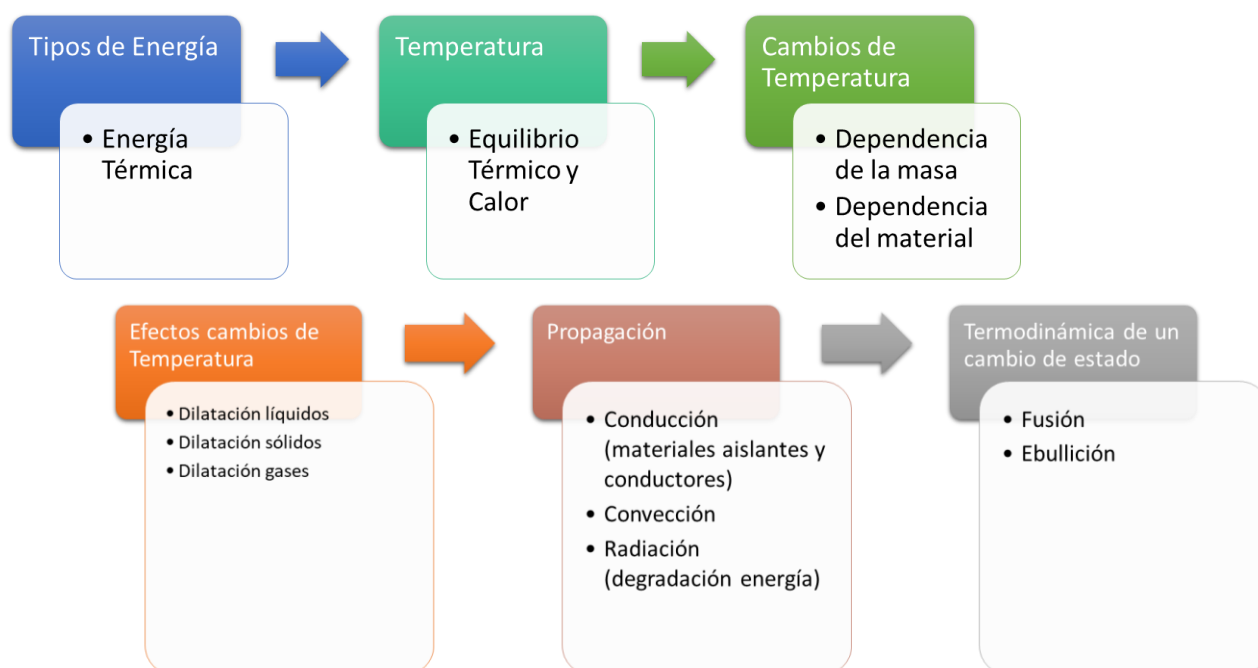 Tipos de Energía
• Energía
Térmica
Temperatura
• Equilibrio
Térmico y
Calor
Cambios de
Temperatura
• Dependencia
de la masa
• Dependencia
del material
Efectos cambios de
Temperatura
• Dilatación líquidos
• Dilatación sólidos
• Dilatación gases
Propagación
• Conducción
(materiales aislantes y
conductores)
• Convección
• Radiación
(degradación energía)
Termodinámica de un
cambio de estado
• Fusión
• Ebullición